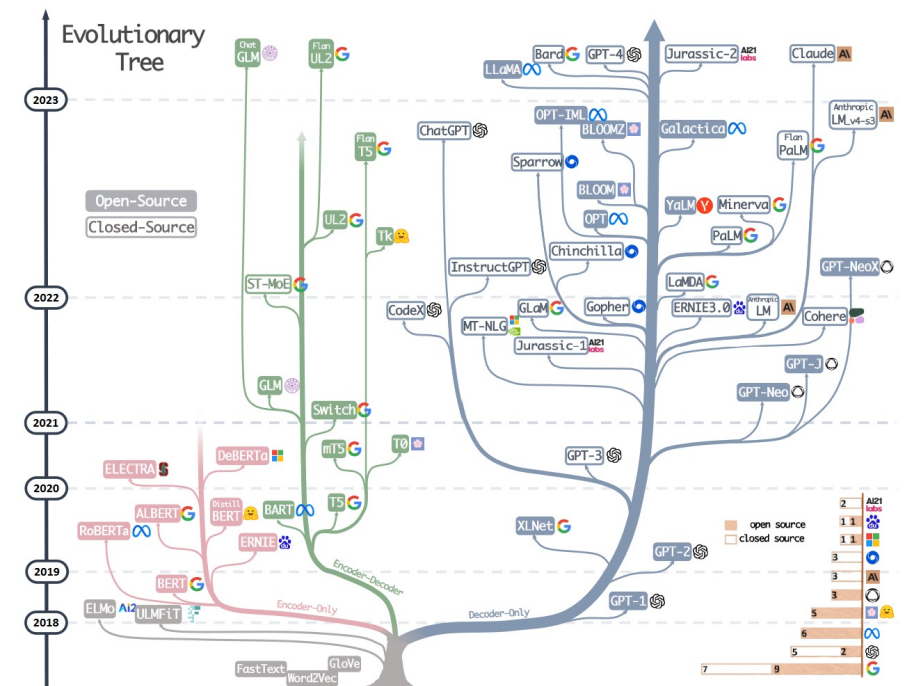 Evolutionary
Tree
Chat
GLM
Flan
UL2
Bard
GPT-4
Jurassic-2
AI21
labs
Claude
A\
LLaMA
2023
OPT-IML
BLOOMZ
Galactica
Anthropic
LM_v4-s3
A\
ChatGPT
Flan
T5
Flan
PaLM
Sparrow
Open-Source
Closed-Source
BLOOM
OPT
YaLM
Y
Minerva
UL2
Tk
PaLM
Chinchilla
InstructGPT
GPT-NeoX
ST-MoE
LaMDA
2022
CodeX
GLaM
Gopher
ERNIE3.0
Anthropic
LM
A\
Cohere
MT-NLG
Jurassic-1
AI21
labs
GPT-J
GLM
GPT-Neo
Switch
2021
DeBERTa
mT5
T0
GPT-3
ELECTRA
S
2020
Distill
BERT
ALBERT
BART
T5
RoBERTa
XLNet
ERNIE
GPT-2
2019
Encoder-Decoder
BERT
Encoder-Only
Decoder-Only
GPT-1
ELMo
Ai2
ULMFiT
2018
FastText
GloVe
Word2Vec
open source
closed source
2
AI21
labs
1 1
1 1
3
3
A\
3
5
6
5 2
7 9